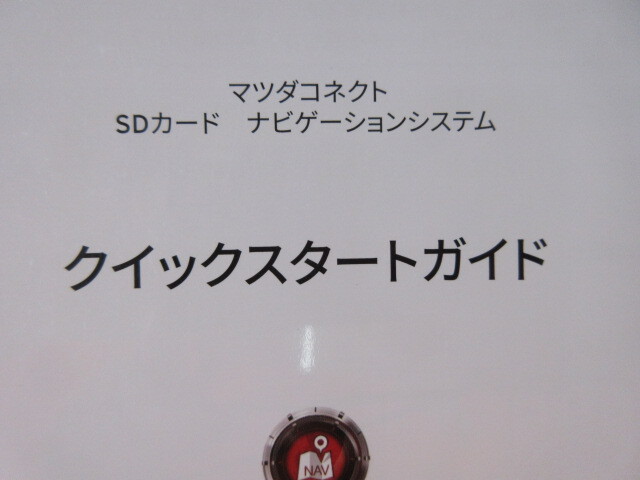 マツダコネクト
SDカード　ナビゲーションシステム
クイックスタートガイド
NAV